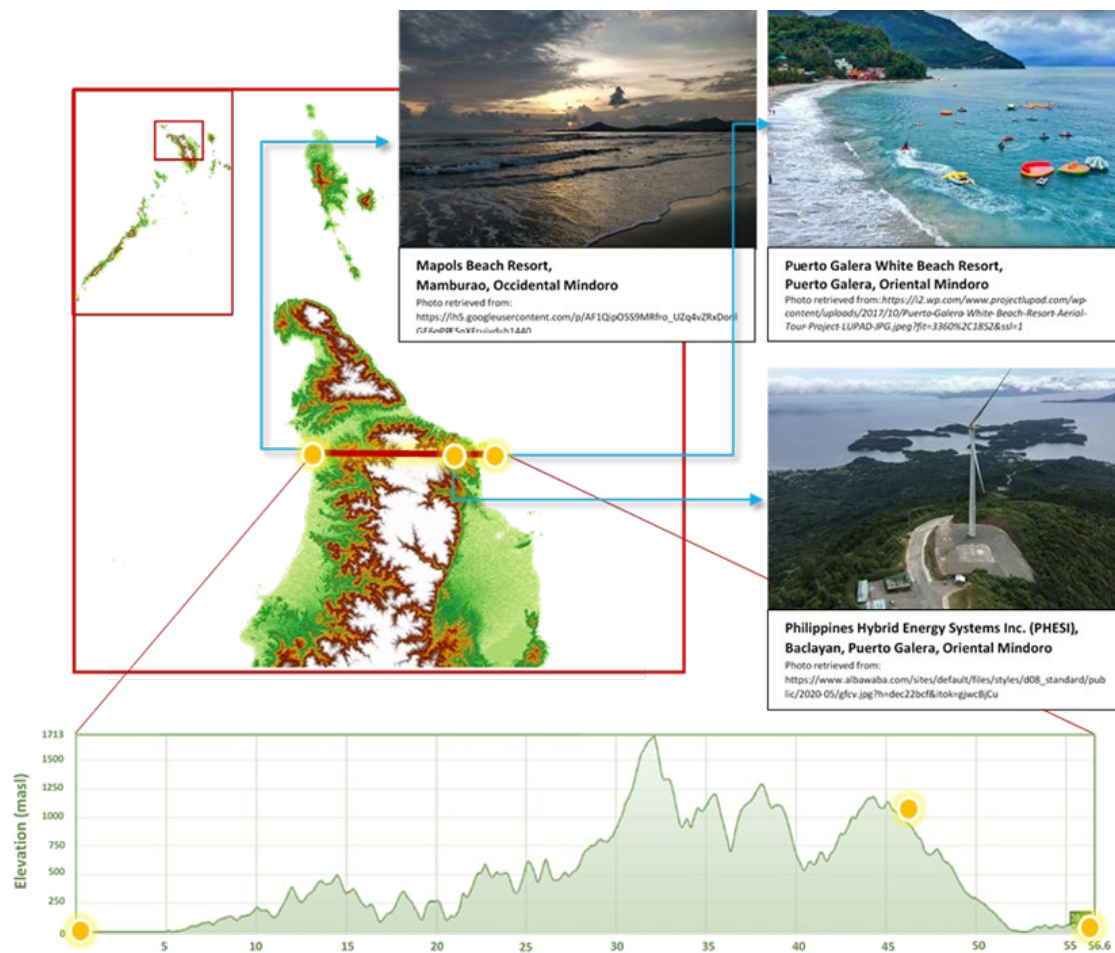 Mapols Beach Resort,
Mamburao, Occidental Mindoro
Photo retrieved from:
Puerto Galera White Beach Resort,
Puerto Galera, Oriental Mindoro
Photo retrieved from:https://i2.wp.com/www.projectlupad.com/wp-
content/uploads/2017/10/Puerto-Galera-White-Beach-Resort-Aerial-
Tour-Project-LUPAD-JPG.jpeg?fit=3360%2C1852&ssl=1
Philippines Hybrid Energy Systems Inc. (PHESI),
Baclayan, Puerto Galera, Oriental Mindoro
Photo retrieved from:
https://www.albawaba.com/sites/default/files/styles/d08_standard/pub
lic/2020-05/gfcv.jpg?h=dec22bcf&itok=gjwcBjCu
Elevation (masl)
1713
1500
1250
1000
750
500
250
0
5 10 15 20 25 30 35 40 45 50 55 56.6